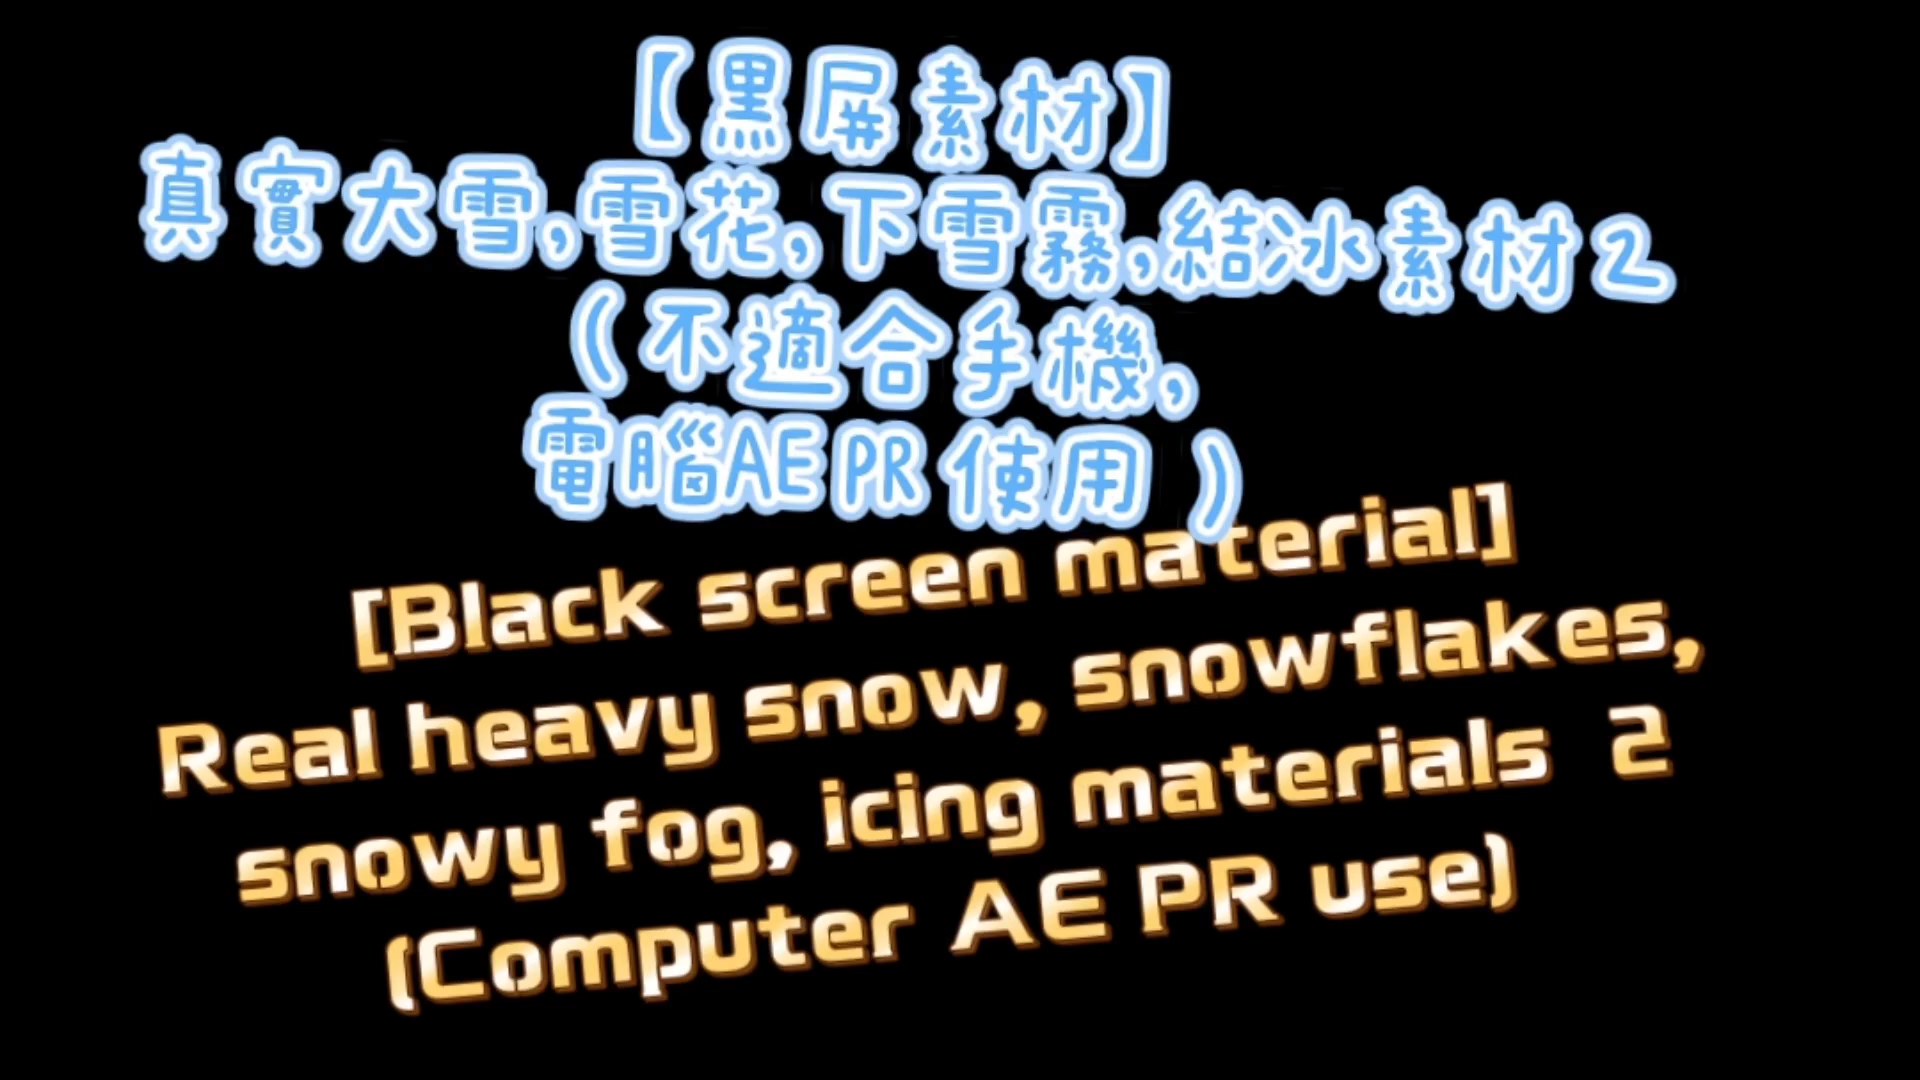 【黑屏素材】
真實大雪,雪花,下雪霧,結冰素材2
(不適合手機,
電腦AE PR 使用 )
[Black screen material]
Real heavy snow, snowflakes,
snowy fog, icing materials 2
(Computer AE PR use)